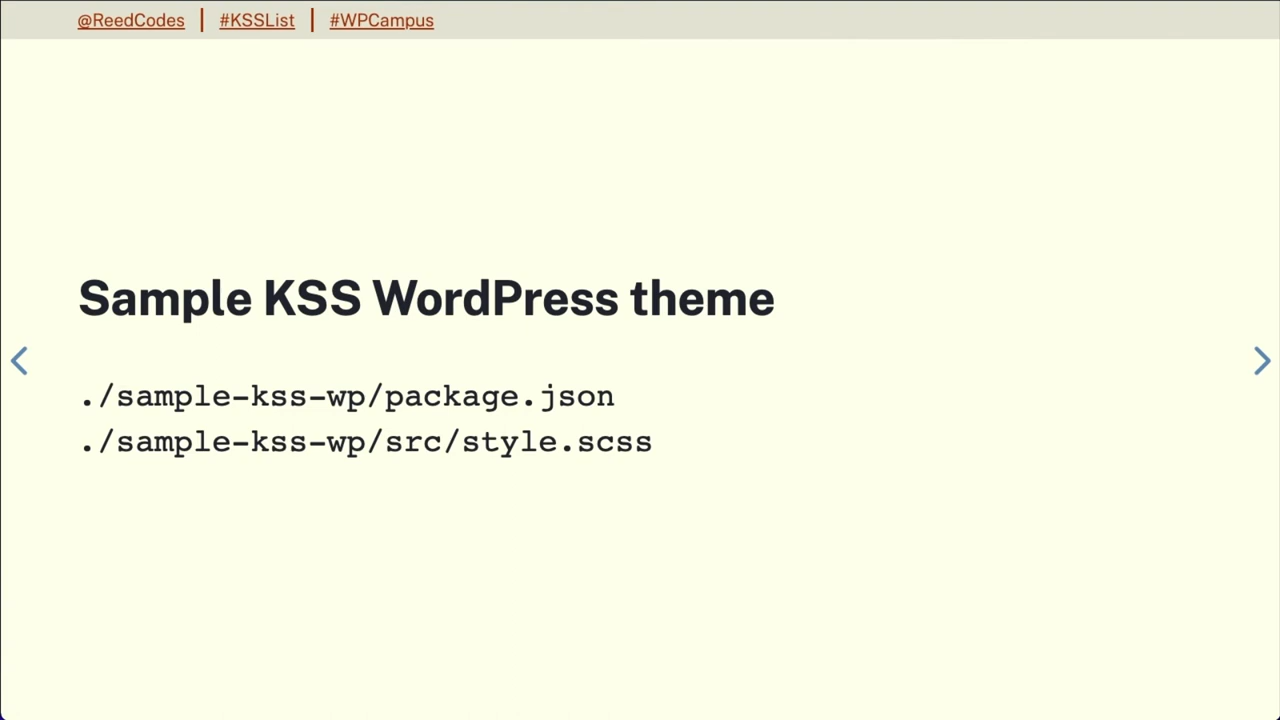 @ReedCodes | #KSSList | #WPCampus
Sample KSS WordPress theme
./sample-kss-wp/package.json
./sample-kss-wp/src/style.scss